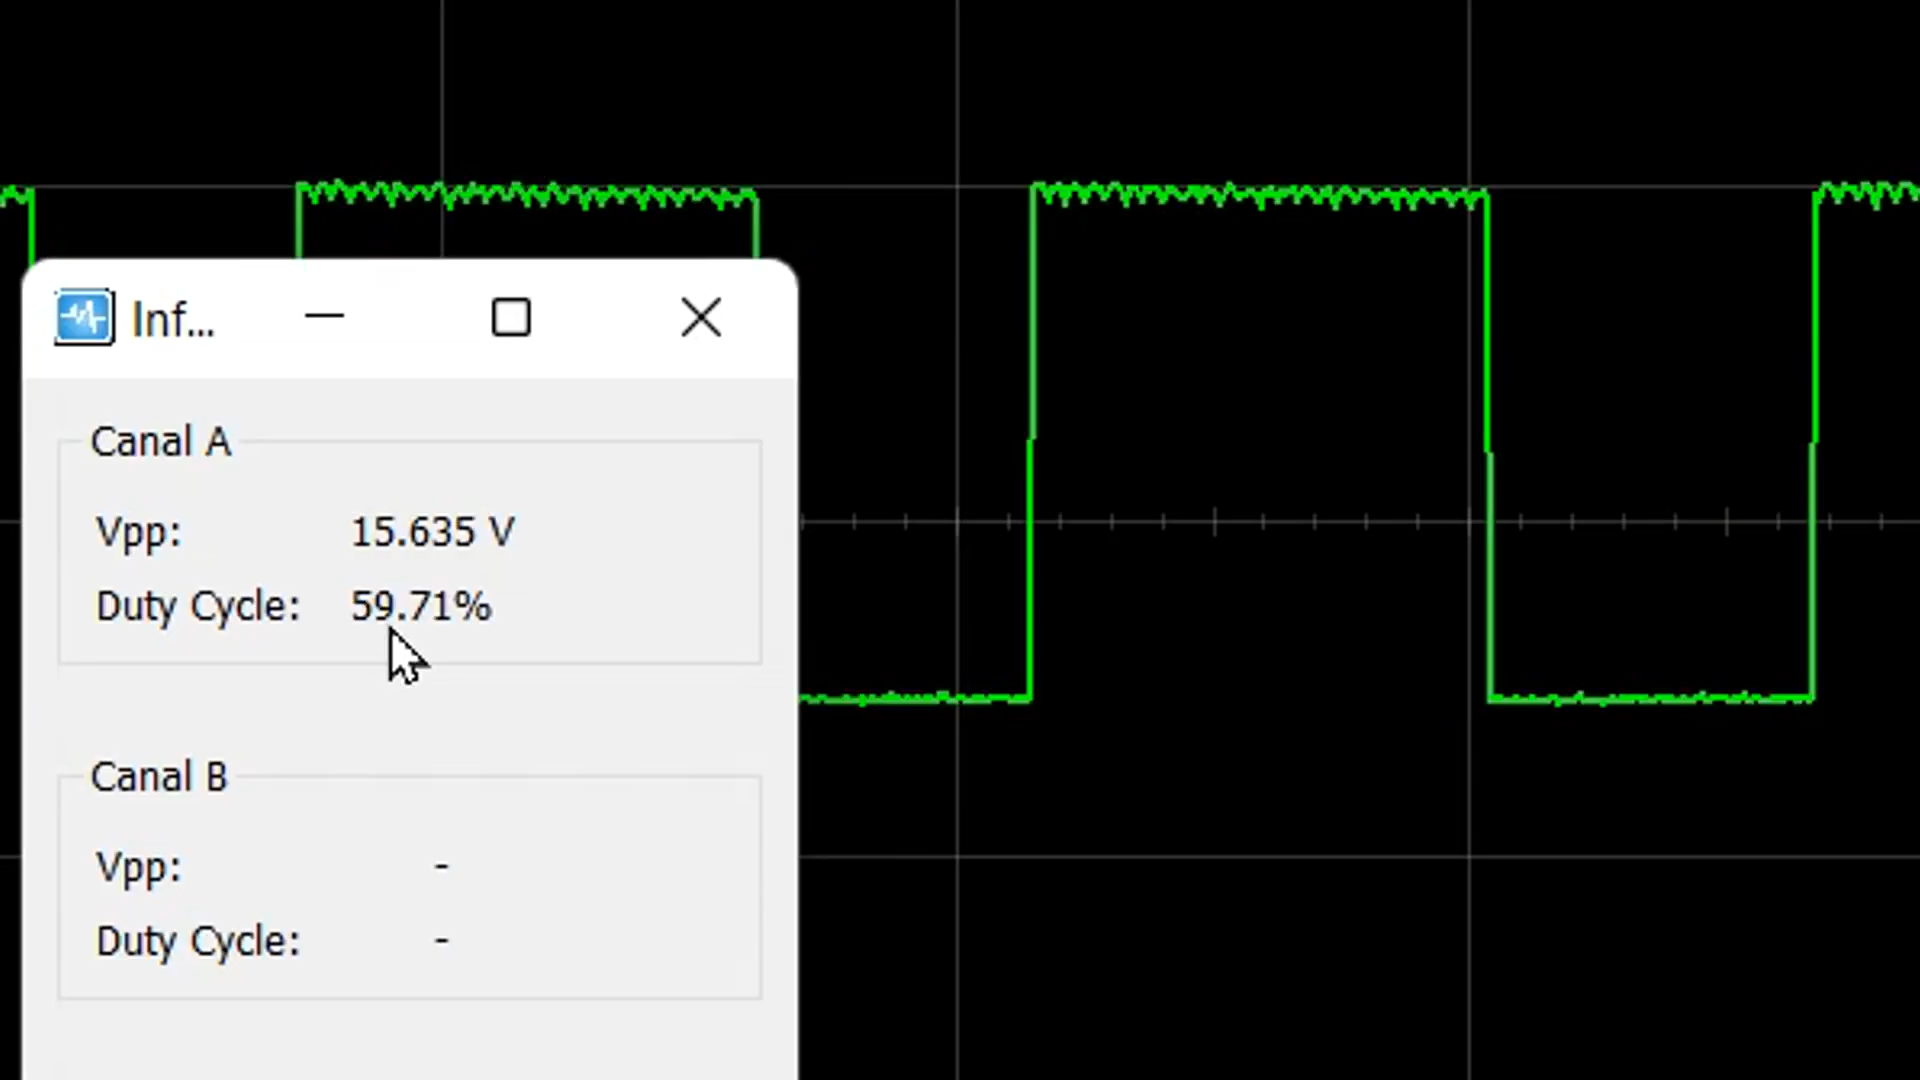 Inf...
Canal A
Vpp: 15.635 V
Duty Cycle: 59.71%
Canal B
Vpp: -
Duty Cycle: -